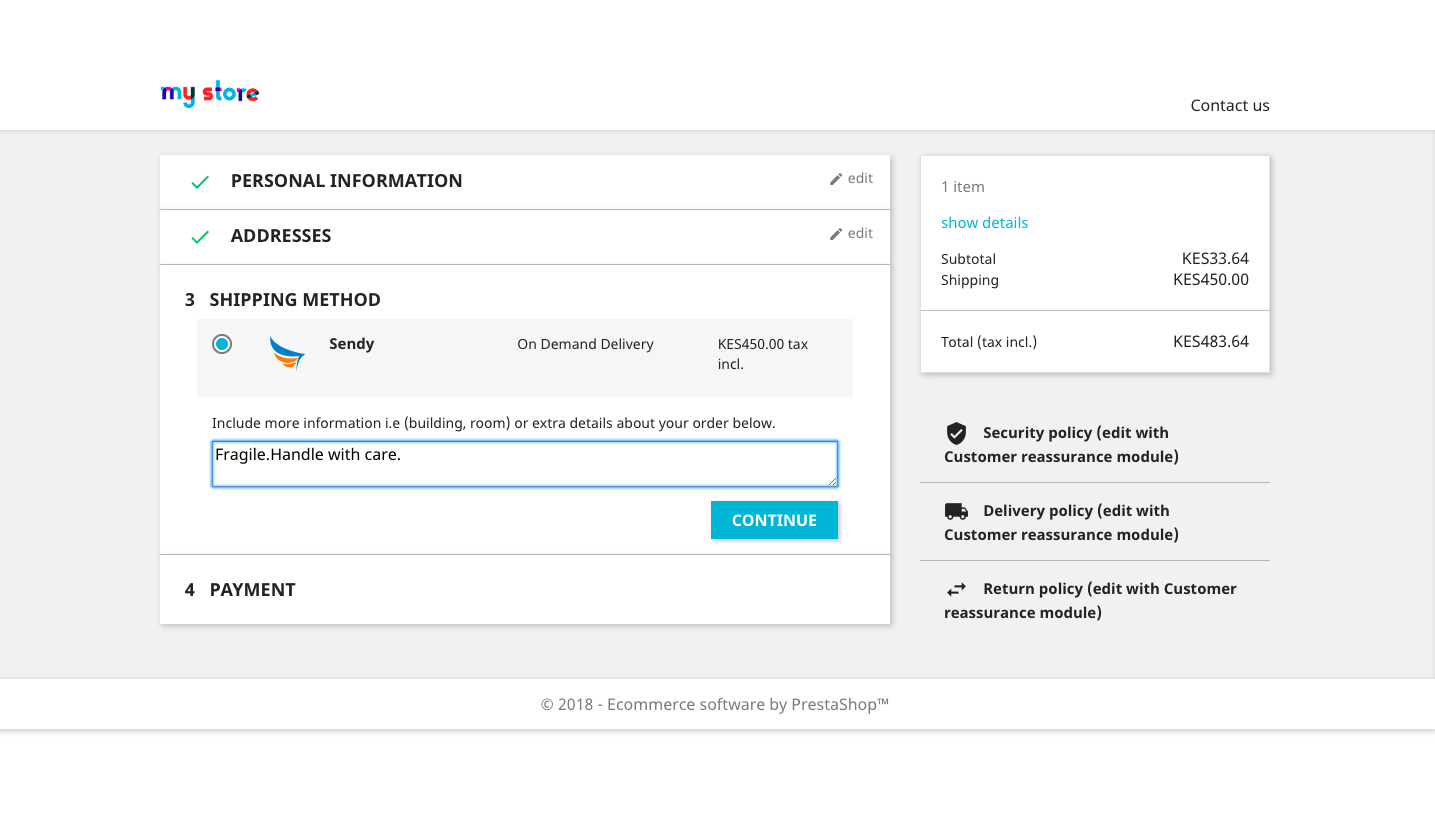 my store
Contact us
PERSONAL INFORMATION
edit
ADDRESSES
edit
3 SHIPPING METHOD
Sendy
On Demand Delivery
KES450.00 tax
incl.
Include more information i.e (building, room) or extra details about your order below.
Fragile.Handle with care.
CONTINUE
4 PAYMENT
1 item
show details
Subtotal KES33.64
Shipping KES450.00
Total (tax incl.) KES483.64
Security policy (edit with
Customer reassurance module)
Delivery policy (edit with
Customer reassurance module)
Return policy (edit with Customer
reassurance module)
© 2018 - Ecommerce software by PrestaShop™